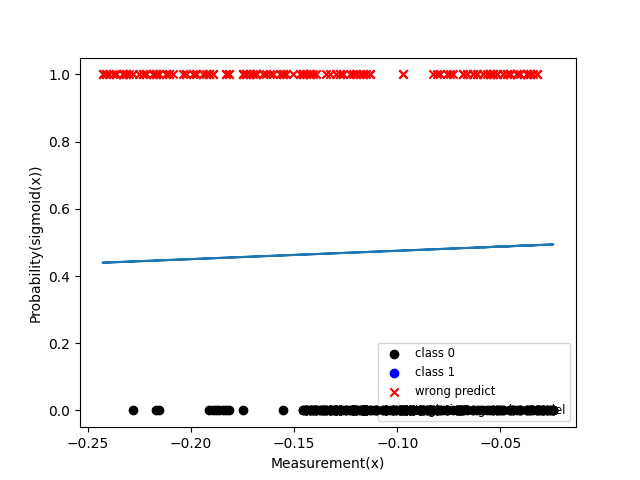 1.0
0.8
0.6
0.4
0.2
0.0
Probability(sigmoid(x))
class 0
class 1
wrong predict
−0.25
−0.20
−0.15
−0.10
−0.05
Measurement(x)